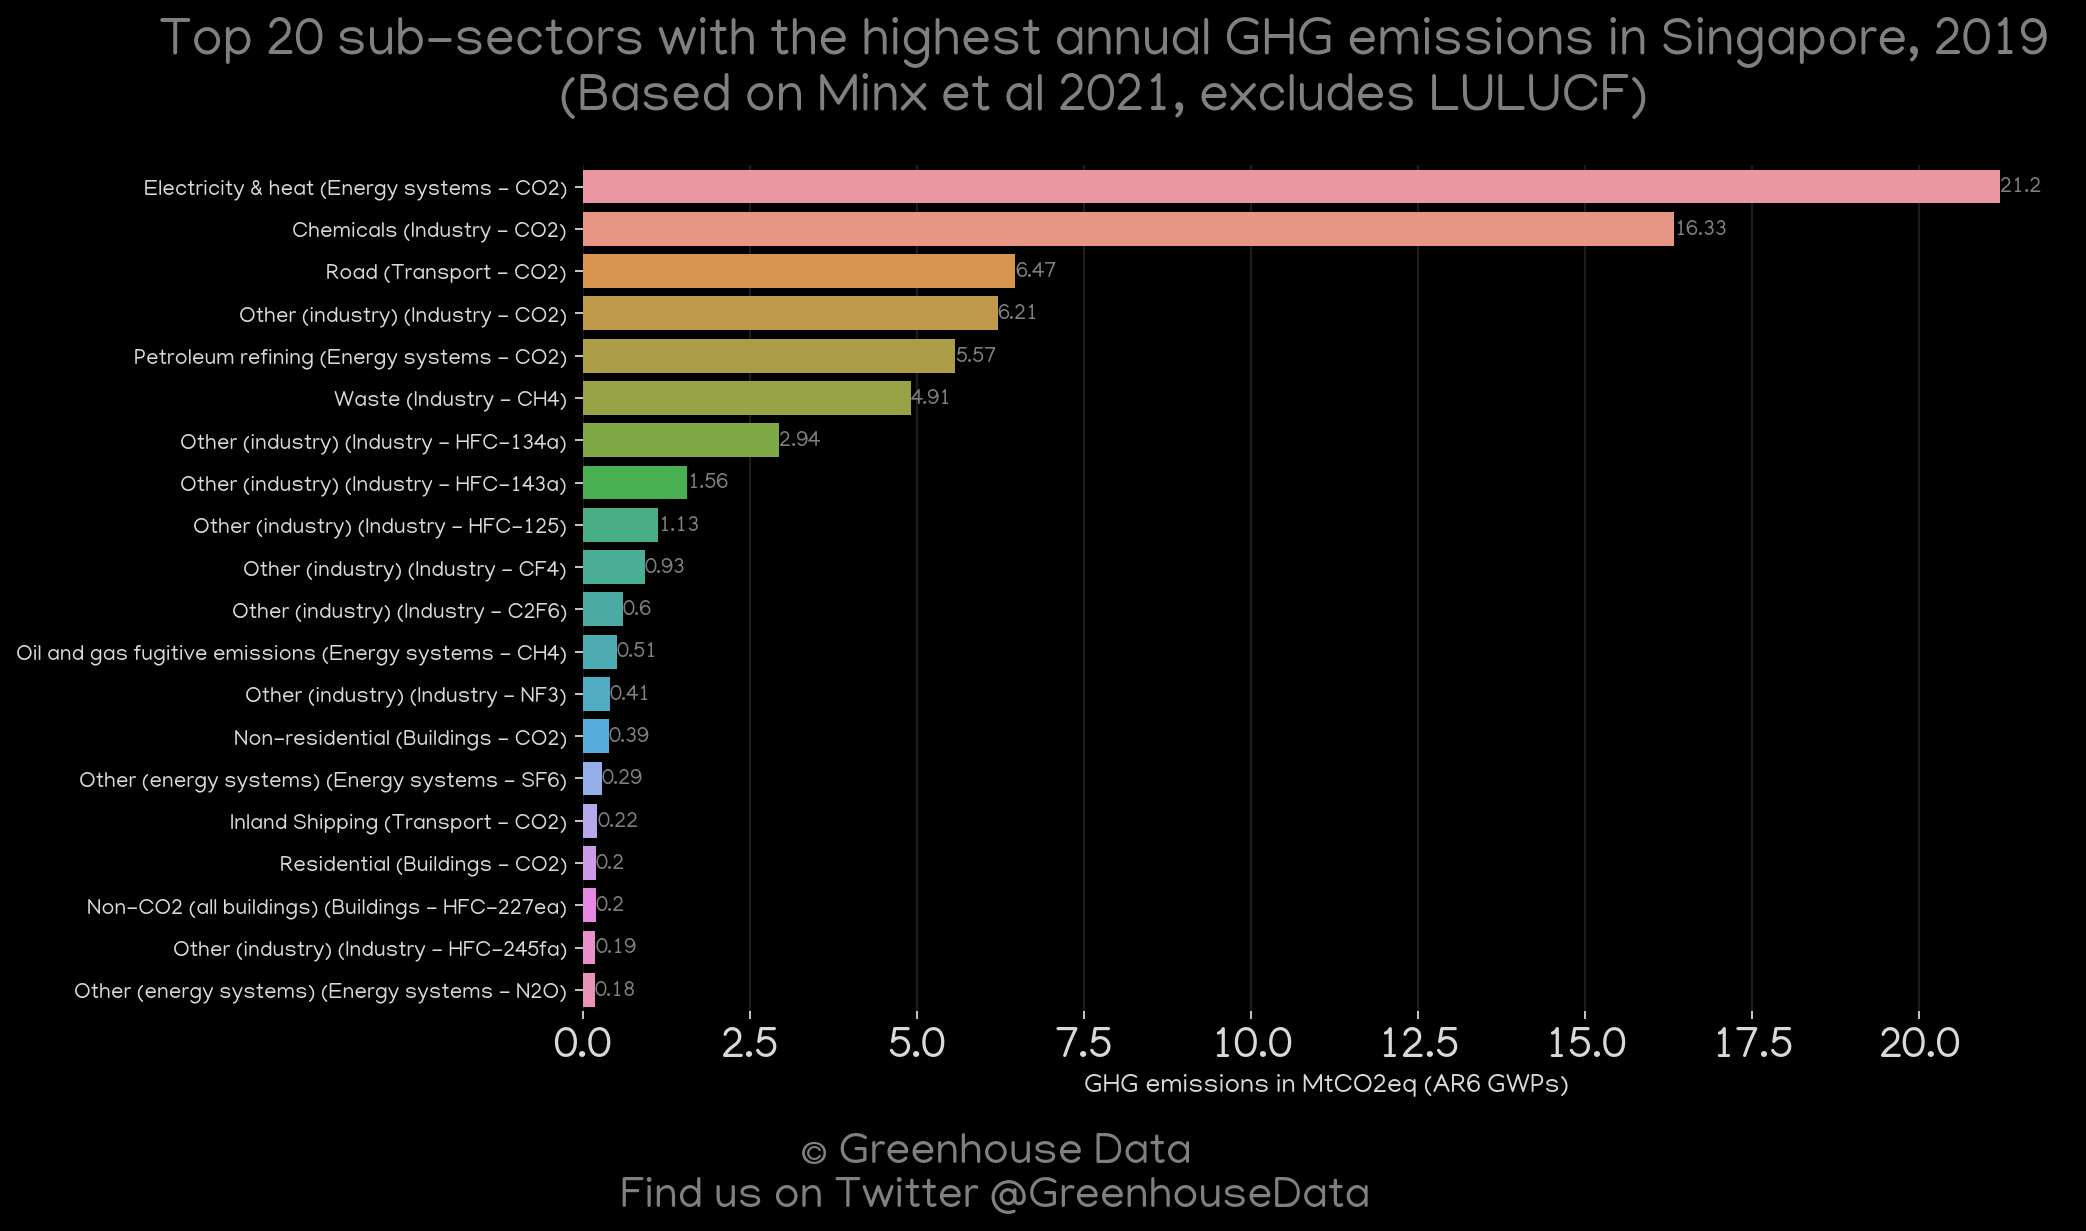 Top 20 sub-sectors with the highest annual GHG emissions in Singapore, 2019
(Based on Minx et al 2021, excludes LULUCF)
Electricity & heat (Energy systems - CO2) 21.2
Chemicals (Industry - CO2) 16.33
Road (Transport - CO2) 6.47
Other (industry) (Industry - CO2) 6.21
Petroleum refining (Energy systems - CO2) 5.57
Waste (Industry - CH4) 4.91
Other (industry) (Industry - HFC-134a) 2.94
Other (industry) (Industry - HFC-143a) 1.56
Other (industry) (Industry - HFC-125) 1.13
Other (industry) (Industry - CF4) 0.93
Other (industry) (Industry - C2F6) 0.6
Oil and gas fugitive emissions (Energy systems - CH4) 0.51
Other (industry) (Industry - NF3) 0.41
Non-residential (Buildings - CO2) 0.39
Other (energy systems) (Energy systems - SF6) 0.29
Inland Shipping (Transport - CO2) 0.22
Residential (Buildings - CO2) 0.2
Non-CO2 (all buildings) (Buildings - HFC-227ea) 0.2
Other (industry) (Industry - HFC-245fa) 0.19
Other (energy systems) (Energy systems - N2O) 0.18
0.0 2.5 5.0 7.5 10.0 12.5 15.0 17.5 20.0
GHG emissions in MtCO2eq (AR6 GWPs)
© Greenhouse Data
Find us on Twitter @GreenhouseData